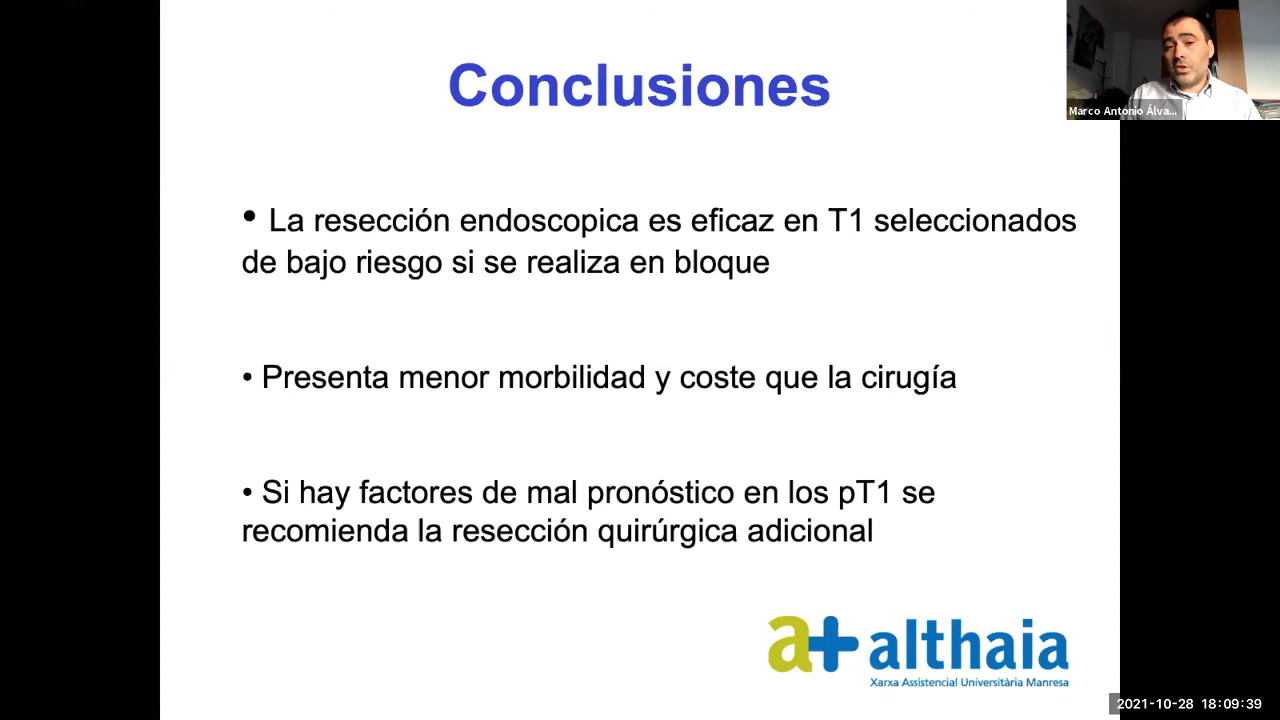 Conclusiones
Marco Antonio Álva...
• La resección endoscopica es eficaz en T1 seleccionados
de bajo riesgo si se realiza en bloque
• Presenta menor morbilidad y coste que la cirugía
• Si hay factores de mal pronóstico en los pT1 se
recomienda la resección quirúrgica adicional
a+ althaia
Xarxa Assistencial Universitària Manresa
2021-10-28 18:09:39